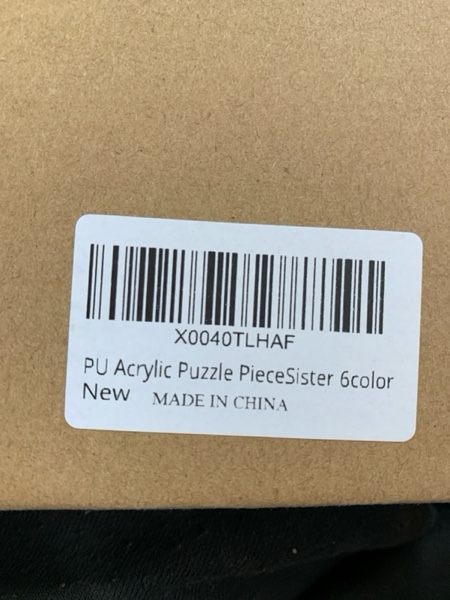 X0040TLHAF
PU Acrylic Puzzle PieceSister 6color
New MADE IN CHINA